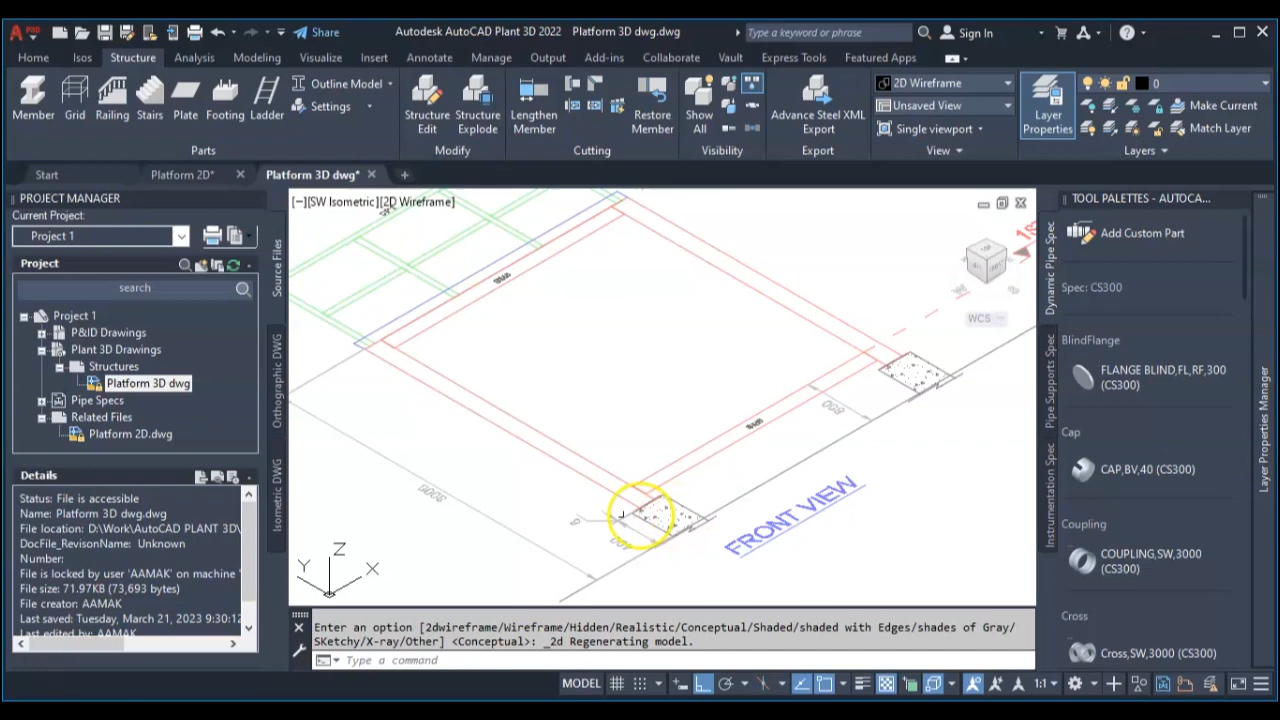 Share
Autodesk AutoCAD Plant 3D 2022 Platform 3D dwg.dwg
Type a keyword or phrase
Sign In
Home Isos Structure Analysis Modeling Visualize Insert Annotate Manage Output Add-ins Collaborate Vault Express Tools Featured Apps
Member
Grid
Railing
Stairs
Plate
Footing
Ladder
Outline Model
Settings
Parts
Structure Edit
Structure Explode
Modify
Lengthen Member
Restore Member
Cutting
Show All
Visibility
Advance Steel XML Export
Export
2D Wireframe
Unsaved View
Single viewport
View
Layer Properties
0
Make Current
Match Layer
Layers
Start
Platform 2D*
Platform 3D dwg*
PROJECT MANAGER
Current Project:
Project 1
Project
search
Project 1
P&ID Drawings
Plant 3D Drawings
Structures
Platform 3D dwg
Pipe Specs
Related Files
Platform 2D.dwg
Details
Status: File is accessible
Name: Platform 3D dwg.dwg
File location: D:\Work\AutoCAD PLANT 3D\
DocFile_RevisonName: Unknown
Number:
File is locked by user 'AAMAK' on machine '
File size: 71.97KB (73,693 bytes)
File creator: AAMAK
Last saved: Tuesday, March 21, 2023 9:30:12
Last edited by: AAMAK
Source Files
Orthographic DWG
Isometric DWG
[−][SW Isometric][2D Wireframe]
WCS
800
5000
400
FRONT VIEW
Z
Y
X
Enter an option [2dwireframe/Wireframe/Hidden/Realistic/Conceptual/Shaded/shaded with Edges/shades of Gray/
SKetchy/X-ray/Other] <Conceptual>: _2d Regenerating model.
Type a command
MODEL
1:1
TOOL PALETTES - AUTOCA...
Dynamic Pipe Spec
Pipe Supports Spec
Instrumentation Spec
Add Custom Part
Spec: CS300
BlindFlange
FLANGE BLIND,FL,RF,300
(CS300)
Cap
CAP,BV,40 (CS300)
Coupling
COUPLING,SW,3000
(CS300)
Cross
Cross,SW,3000 (CS300)
Layer Properties Manager